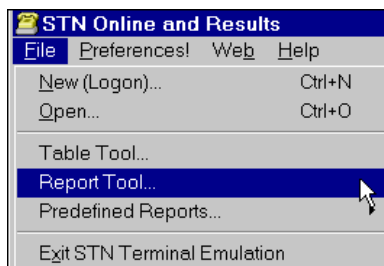 STN Online and Results
File Preferences! Web Help
New (Logon)... Ctrl+N
Open... Ctrl+O
Table Tool...
Report Tool...
Predefined Reports...
Exit STN Terminal Emulation